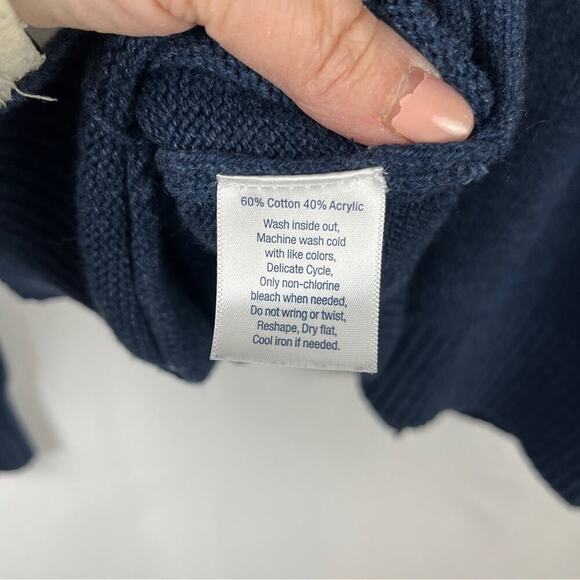 60% Cotton 40% Acrylic
Wash inside out,
Machine wash cold
with like colors,
Delicate Cycle,
Only non-chlorine
bleach when needed,
Do not wring or twist,
Reshape, Dry flat,
Cool iron if needed.